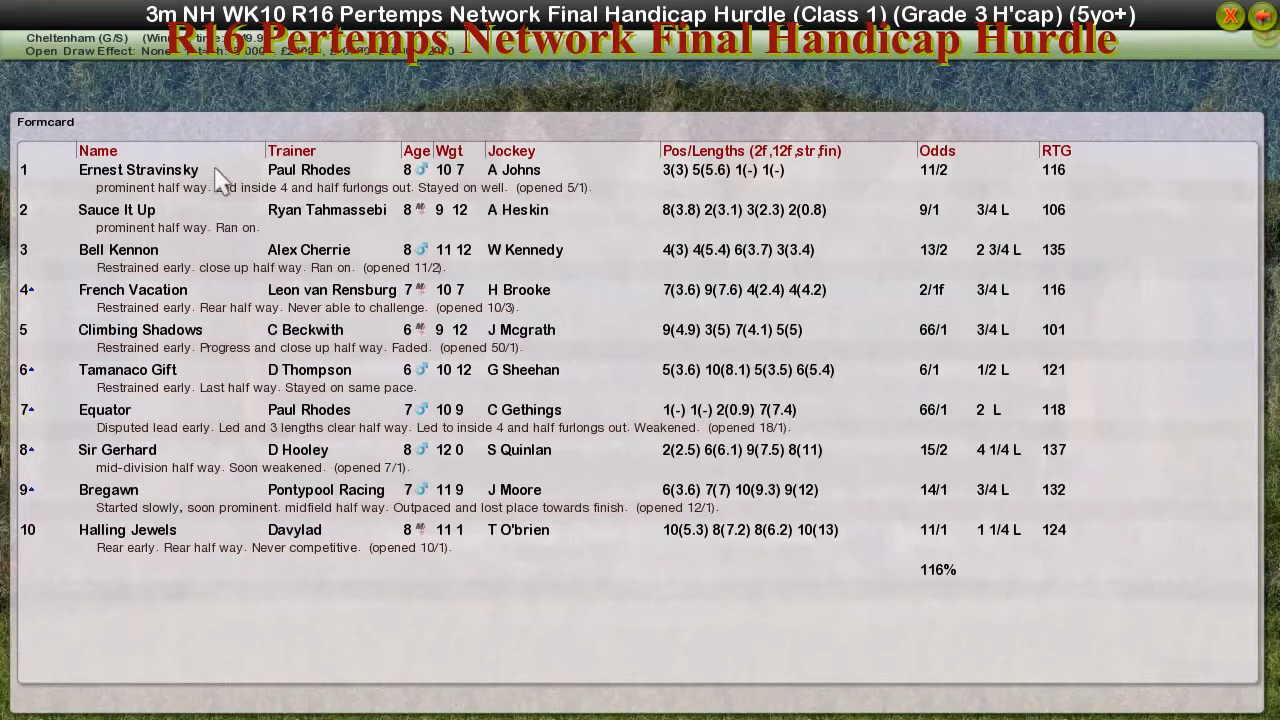 3m NH WK10 R16 Pertemps Network Final Handicap Hurdle (Class 1) (Grade 3 H'cap) (5yo+)
R16 Pertemps Network Final Handicap Hurdle
Cheltenham (G/S) (Win
Open Draw Effect: None
Formcard
Name Trainer Age Wgt Jockey Pos/Lengths (2f,12f,str,fin) Odds RTG
1 Ernest Stravinsky Paul Rhodes 8 10 7 A Johns 3(3) 5(5.6) 1(-) 1(-) 11/2 116
prominent half way. inside 4 and half furlongs out. Stayed on well. (opened 5/1).
2 Sauce It Up Ryan Tahmassebi 8 9 12 A Heskin 8(3.8) 2(3.1) 3(2.3) 2(0.8) 9/1 3/4 L 106
prominent half way. Ran on.
3 Bell Kennon Alex Cherrie 8 11 12 W Kennedy 4(3) 4(5.4) 6(3.7) 3(3.4) 13/2 2 3/4 L 135
Restrained early. close up half way. Ran on. (opened 11/2).
4 French Vacation Leon van Rensburg 7 10 7 H Brooke 7(3.6) 9(7.6) 4(2.4) 4(4.2) 2/1f 3/4 L 116
Restrained early. Rear half way. Never able to challenge. (opened 10/3).
5 Climbing Shadows C Beckwith 6 9 12 J Mcgrath 9(4.9) 3(5) 7(4.1) 5(5) 66/1 3/4 L 101
Restrained early. Progress and close up half way. Faded. (opened 50/1).
6 Tamanaco Gift D Thompson 6 10 12 G Sheehan 5(3.6) 10(8.1) 5(3.5) 6(5.4) 6/1 1/2 L 121
Restrained early. Last half way. Stayed on same pace.
7 Equator Paul Rhodes 7 10 9 C Gethings 1(-) 1(-) 2(0.9) 7(7.4) 66/1 2 L 118
Disputed lead early. Led and 3 lengths clear half way. Led to inside 4 and half furlongs out. Weakened. (opened 18/1).
8 Sir Gerhard D Hooley 8 12 0 S Quinlan 2(2.5) 6(6.1) 9(7.5) 8(11) 15/2 4 1/4 L 137
mid-division half way. Soon weakened. (opened 7/1).
9 Bregawn Pontypool Racing 7 11 9 J Moore 6(3.6) 7(7) 10(9.3) 9(12) 14/1 3/4 L 132
Started slowly, soon prominent. midfield half way. Outpaced and lost place towards finish. (opened 12/1).
10 Halling Jewels Davylad 8 11 1 T O'brien 10(5.3) 8(7.2) 8(6.2) 10(13) 11/1 1 1/4 L 124
Rear early. Rear half way. Never competitive. (opened 10/1).
116%